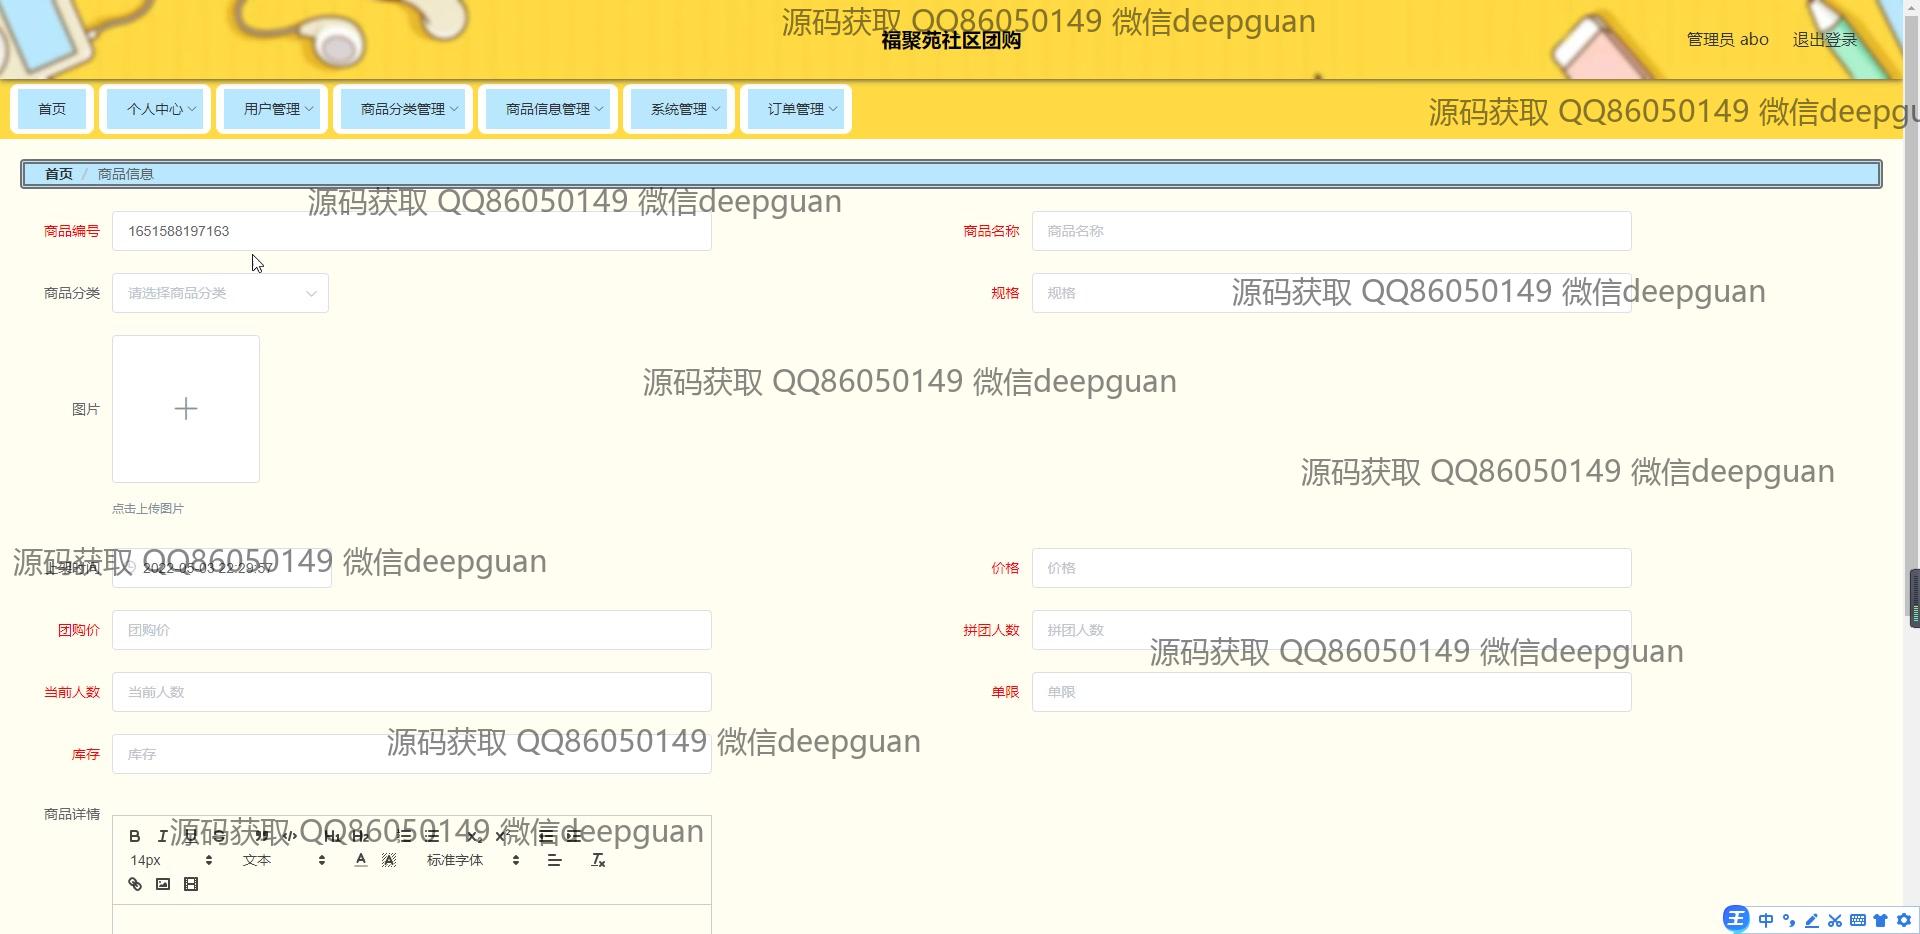 源码获取 QQ86050149 微信deepguan
福聚苑社区团购
管理员 abo 退出登录
首页 个人中心 用户管理 商品分类管理 商品信息管理 系统管理 订单管理
源码获取 QQ86050149 微信deepgu
首页 / 商品信息
源码获取 QQ86050149 微信deepguan
商品编号 1651588197163 商品名称 商品名称
商品分类 请选择商品分类 规格 规格
源码获取 QQ86050149 微信deepguan
源码获取 QQ86050149 微信deepguan
图片
源码获取 QQ86050149 微信deepguan
点击上传图片
源码获取 QQ86050149 微信deepguan
上架时间 2022-05-03 22:29:57 价格 价格
团购价 团购价 拼团人数 拼团人数
源码获取 QQ86050149 微信deepguan
当前人数 当前人数 单限 单限
源码获取 QQ86050149 微信deepguan
库存 库存
商品详情
源码获取 QQ86050149 微信deepguan
B I U S H1 H2 X2 X2
14px 文本 A A 标准字体 Tx
王 中